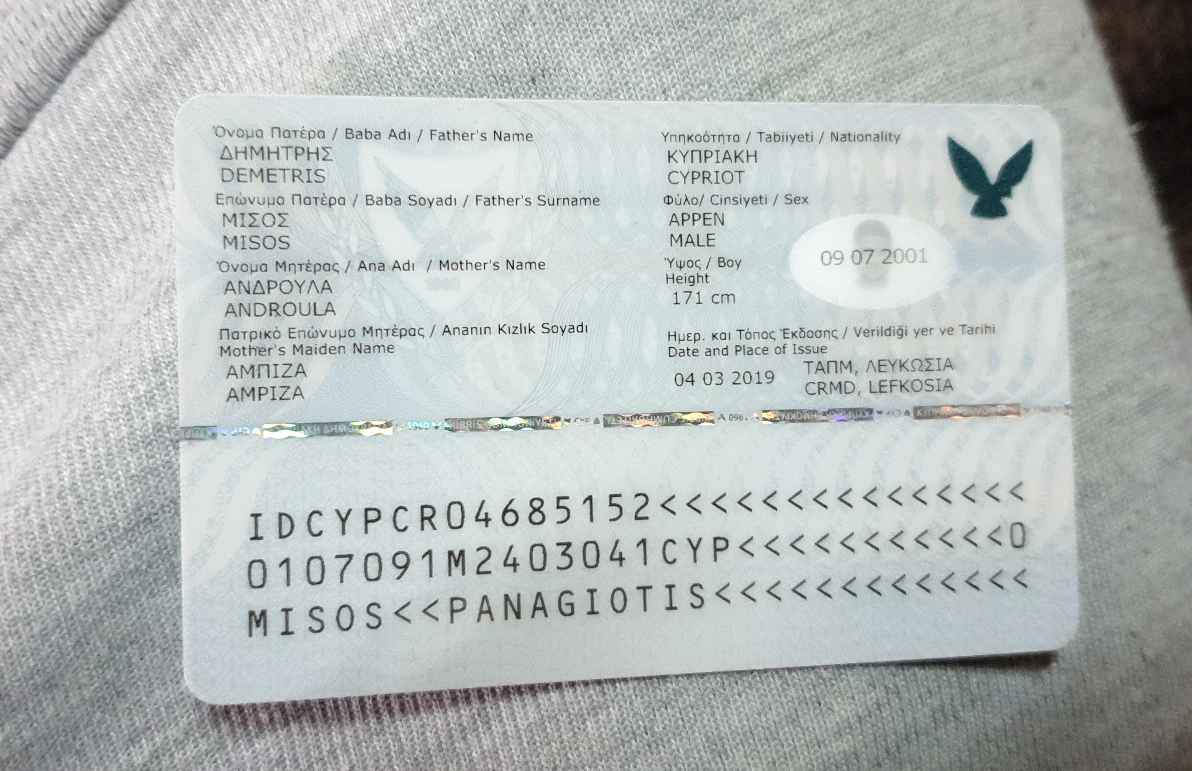 Όνομα Πατέρα / Baba Adı / Father's Name
ΔΗΜΗΤΡΗΣ
DEMETRIS
Επώνυμο Πατέρα / Baba Soyadı / Father's Surname
ΜΙΣΟΣ
MISOS
Όνομα Μητέρας / Ana Adı / Mother's Name
ΑΝΔΡΟΥΛΑ
ANDROULA
Πατρικό Επώνυμο Μητέρας / Ananın Kızlık Soyadı
Mother's Maiden Name
ΑΜΠΙΖΑ
AMPIZA
Υπηκοότητα / Tabiiyeti / Nationality
ΚΥΠΡΙΑΚΗ
CYPRIOT
Φύλο/ Cinsiyeti / Sex
ΑΡΡΕΝ
MALE
Ύψος / Boy
Height
171 cm
09 07 2001
Ημερ. και Τόπος Έκδοσης / Verildiği yer ve Tarihi
Date and Place of Issue
04 03 2019
ΤΑΠΜ, ΛΕΥΚΩΣΙΑ
CRMD, LEFKOSIA
IDCYPCR04685152<<<<<<<<<<<<<<<
0107091M2403041CYP<<<<<<<<<<<0
MISOS<<PANAGIOTIS<<<<<<<<<<<<<